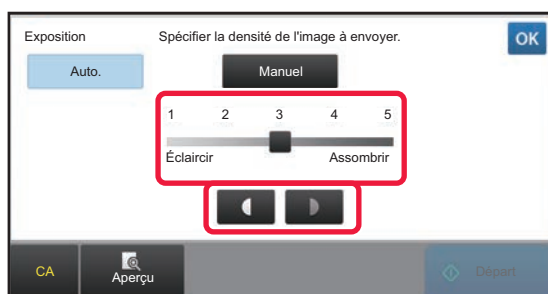 Exposition Spécifier la densité de l'image à envoyer. OK
Auto. Manuel
1 2 3 4 5
Éclaircir Assombrir
CA Aperçu Départ